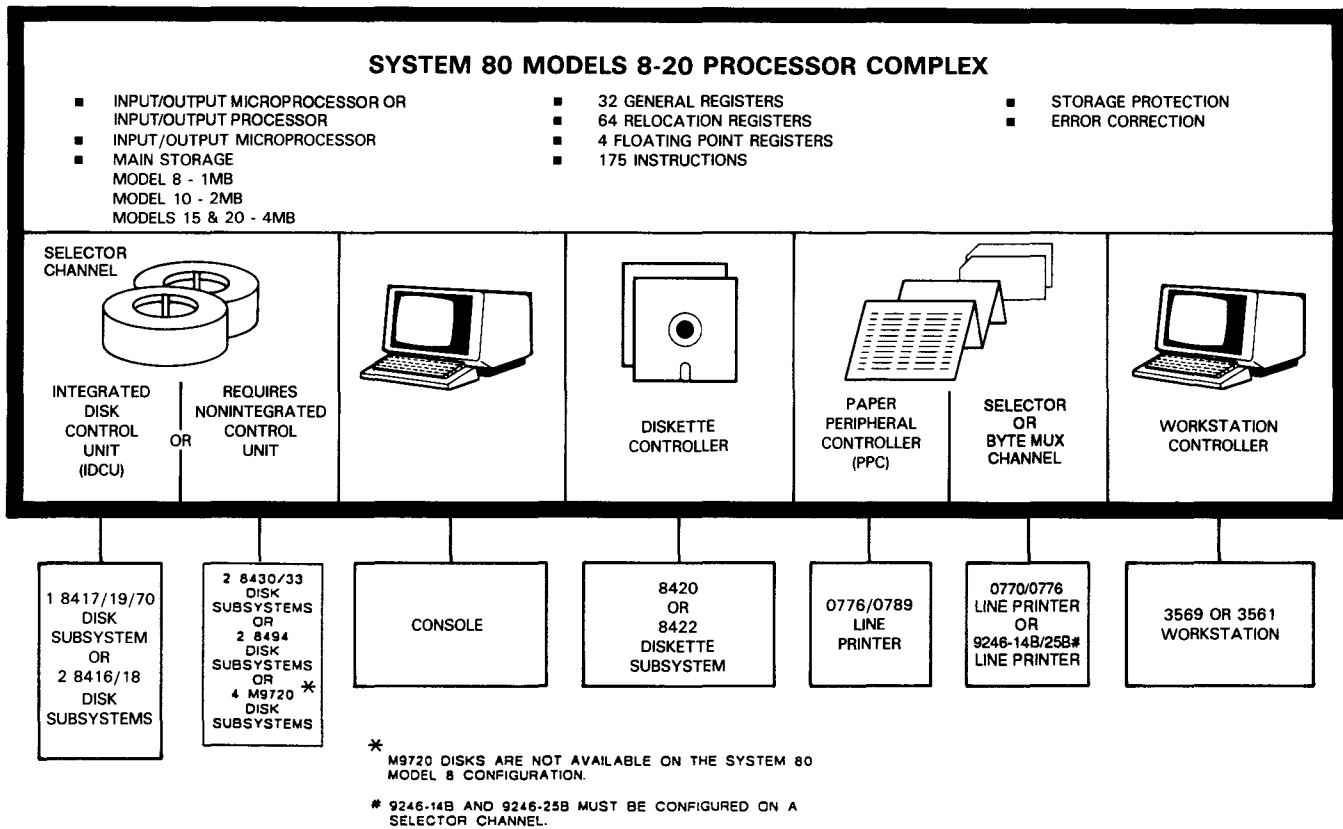 SYSTEM 80 MODELS 8-20 PROCESSOR COMPLEX
■ INPUT/OUTPUT MICROPROCESSOR OR
INPUT/OUTPUT PROCESSOR
■ INPUT/OUTPUT MICROPROCESSOR
■ MAIN STORAGE
MODEL 8 - 1MB
MODEL 10 - 2MB
MODELS 15 & 20 - 4MB
■ 32 GENERAL REGISTERS
■ 64 RELOCATION REGISTERS
■ 4 FLOATING POINT REGISTERS
■ 175 INSTRUCTIONS
■ STORAGE PROTECTION
■ ERROR CORRECTION
SELECTOR
CHANNEL
INTEGRATED
DISK
CONTROL
UNIT
(IDCU)
OR
REQUIRES
NONINTEGRATED
CONTROL
UNIT
DISKETTE
CONTROLLER
PAPER
PERIPHERAL
CONTROLLER
(PPC)
SELECTOR
OR
BYTE MUX
CHANNEL
WORKSTATION
CONTROLLER
1 8417/19/70
DISK
SUBSYSTEM
OR
2 8416/18
DISK
SUBSYSTEMS
2 8430/33
DISK
SUBSYSTEMS
OR
2 8494
DISK
SUBSYSTEMS
OR
4 M9720 *
DISK
SUBSYSTEMS
CONSOLE
8420
OR
8422
DISKETTE
SUBSYSTEM
0776/0789
LINE
PRINTER
0770/0776
LINE PRINTER
OR
9246-14B/25B#
LINE PRINTER
3569 OR 3561
WORKSTATION
*
M9720 DISKS ARE NOT AVAILABLE ON THE SYSTEM 80
MODEL 8 CONFIGURATION.
# 9246-14B AND 9246-25B MUST BE CONFIGURED ON A
SELECTOR CHANNEL.